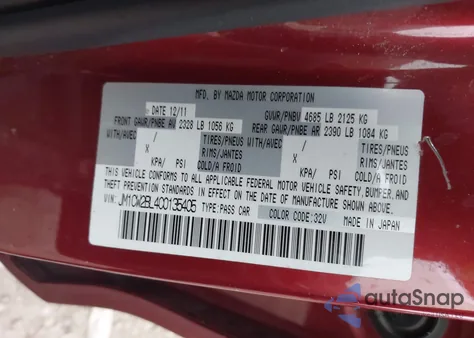 MFD. BY MAZDA MOTOR CORPORATION
DATE 12/11 GVWR/PNBV 4685 LB 2125 KG
FRONT GAWR/PNBE AV 2328 LB 1056 KG REAR GAWR/PNBE AR 2390 LB 1084 KG
WITH/AVEC / TIRES/PNEUS WITH/AVEC / TIRES/PNEUS
X RIMS/JANTES X RIMS/JANTES
KPA/ PSI COLD/A FROID KPA/ PSI COLD/A FROID
THIS VEHICLE CONFORMS TO ALL APPLICABLE FEDERAL MOTOR VEHICLE SAFETY, BUMPER, AND
THEFT PREVENTION STANDARDS IN EFFECT ON THE DATE OF MANUFACTURE SHOWN ABOVE.
VIN: JM1CW2BL4C0135405 TYPE: PASS CAR COLOR CODE: 32V MADE IN JAPAN
autoSnap